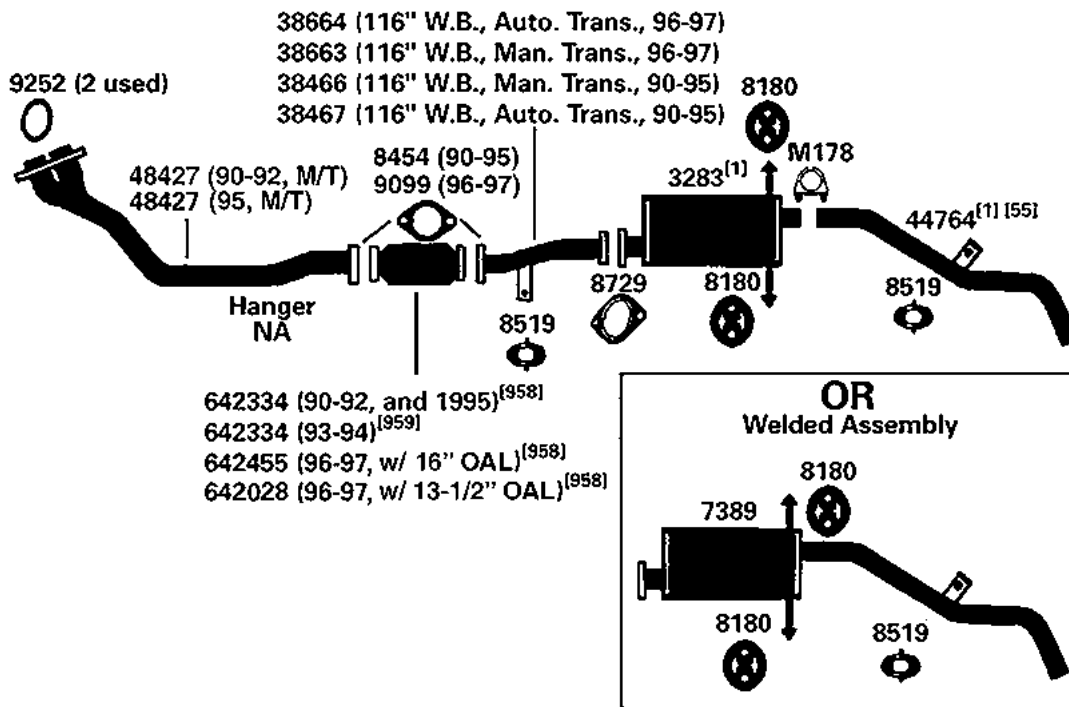 38664 (116" W.B., Auto. Trans., 96-97)
38663 (116" W.B., Man. Trans., 96-97)
38466 (116" W.B., Man. Trans., 90-95)
38467 (116" W.B., Auto. Trans., 90-95)
9252 (2 used)
8180
M178
8454 (90-95)
9099 (96-97)
48427 (90-92, M/T)
48427 (95, M/T)
3283[1]
44764[1] [55]
Hanger
NA
8729
8180
8519
8519
642334 (90-92, and 1995)[958]
642334 (93-94)[959]
642455 (96-97, w/ 16" OAL)[958]
642028 (96-97, w/ 13-1/2" OAL)[958]
OR
Welded Assembly
8180
7389
8180
8519